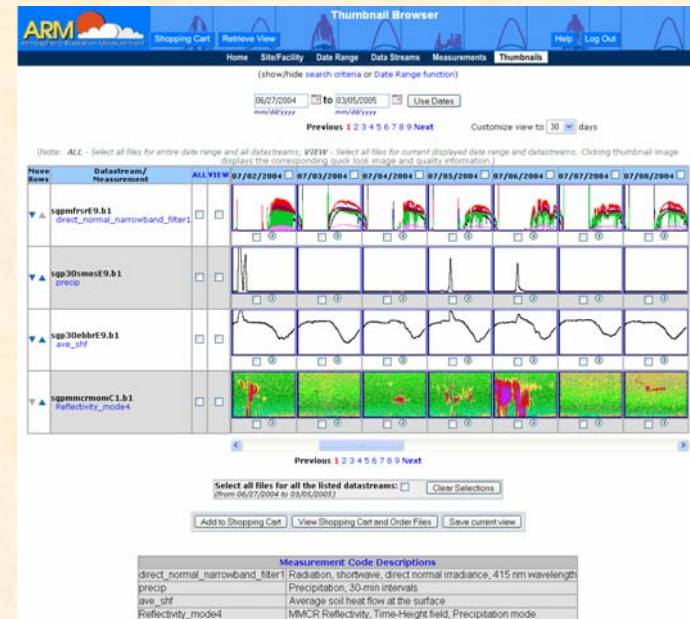 Thumbnail Browser
ARM
Atmospheric Radiation Measurement
Shopping Cart Retrieve View Help Log Out
Home Site/Facility Date Range Data Streams Measurements Thumbnails
(show/hide search criteria or Date Range function)
06/27/2004 to 03/05/2005 Use Dates
mm/dd/yyyy mm/dd/yyyy
Previous 1 2 3 4 5 6 7 8 9 Next Customize view to 30 days
(Note: ALL - Select all files for entire date range and all datastreams; VIEW - Select all files for current displayed date range and datastreams. Clicking thumbnail image
displays the corresponding quick look image and quality information.)
Move Rows Datastream/ Measurement ALL VIEW 07/02/2004 07/03/2004 07/04/2004 07/05/2004 07/06/2004 07/07/2004 07/08/2004
sgpmfrsrE9.b1
direct_normal_narrowband_filter1
sgp30smosE9.b1
precip
sgp30ebbrE9.b1
ave_shf
sgpmmcrmomC1.b1
Reflectivity_mode4
Previous 1 2 3 4 5 6 7 8 9 Next
Select all files for all the listed datastreams: Clear Selections
(from 06/27/2004 to 03/05/2005)
Add to Shopping Cart View Shopping Cart and Order Files Save current view
Measurement Code Descriptions
direct_normal_narrowband_filter1 Radiation, shortwave, direct normal irradiance, 415 nm wavelength
precip Precipitation, 30-min intervals
ave_shf Average soil heat flow at the surface
Reflectivity_mode4 MMCR Reflectivity, Time-Height field, Precipitation mode